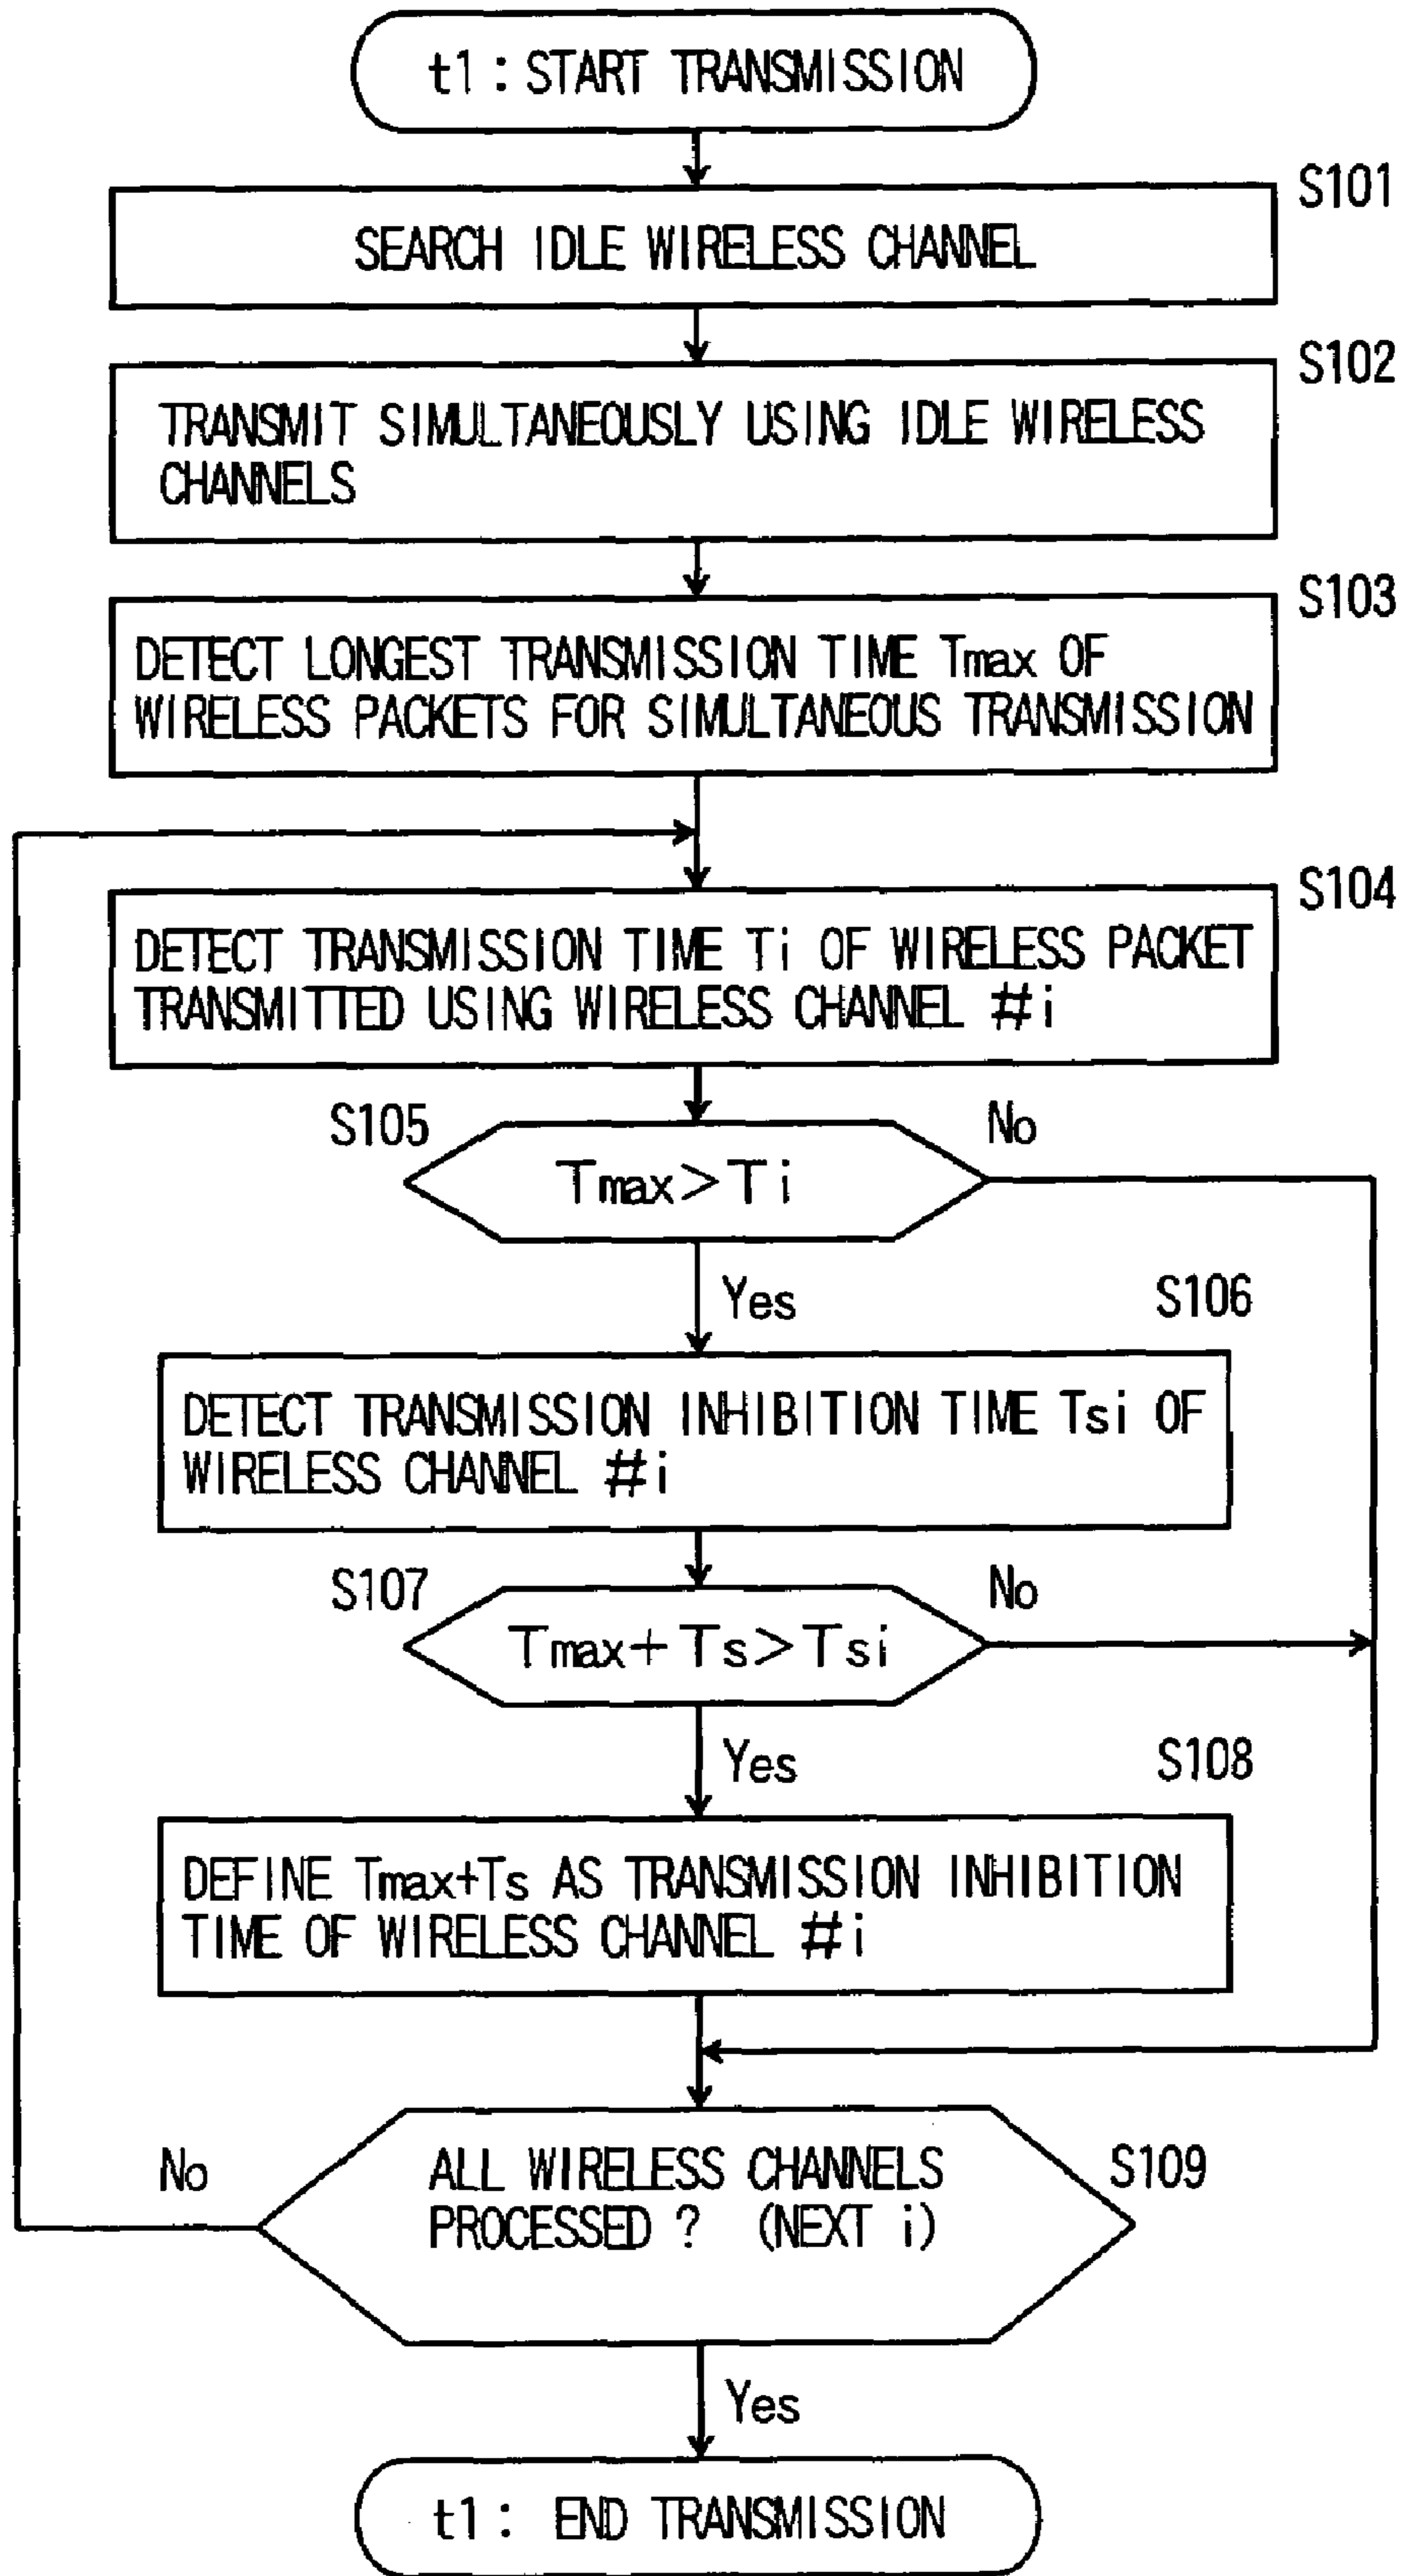 t1 : START TRANSMISSION
S101
SEARCH IDLE WIRELESS CHANNEL
S102
TRANSMIT SIMULTANEOUSLY USING IDLE WIRELESS
CHANNELS
S103
DETECT LONGEST TRANSMISSION TIME Tmax OF
WIRELESS PACKETS FOR SIMULTANEOUS TRANSMISSION
S104
DETECT TRANSMISSION TIME Ti OF WIRELESS PACKET
TRANSMITTED USING WIRELESS CHANNEL #i
S105
No
Tmax>Ti
Yes
S106
DETECT TRANSMISSION INHIBITION TIME Tsi OF
WIRELESS CHANNEL #i
S107
No
Tmax+Ts>Tsi
Yes
S108
DEFINE Tmax+Ts AS TRANSMISSION INHIBITION
TIME OF WIRELESS CHANNEL #i
No
ALL WIRELESS CHANNELS
PROCESSED ? (NEXT i)
S109
Yes
t1 : END TRANSMISSION